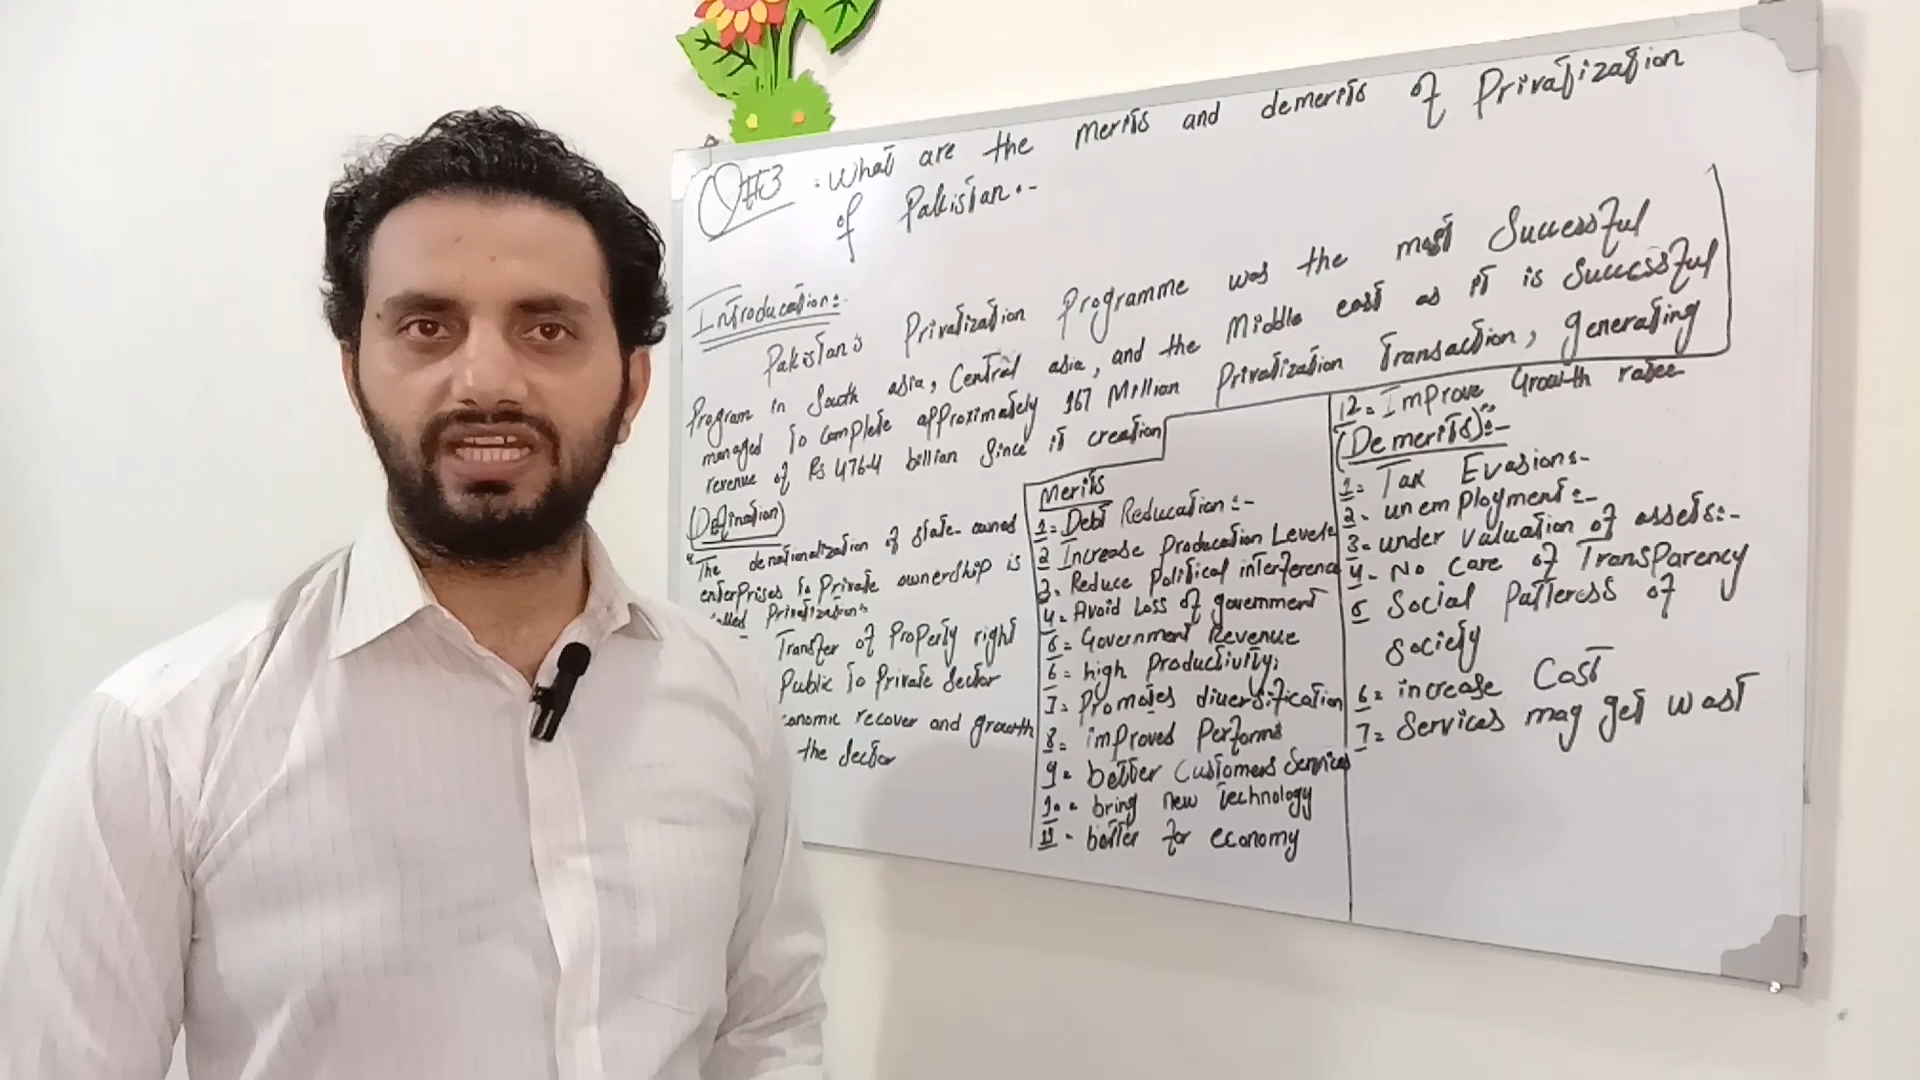 Q#3 : What are the merits and demerits of Privatization
of Pakistan:-
Introducation:-
Pakistan's Privatization Programme was the most Successful
Program in South asia, Central asia, and the Middle east as it is Successful
managed to complete approximately 167 Million Privatization Transaction, generating
revenue of Rs 476.4 billion Since it creation
(Defination)
"The denationalization of state-owned
enterprises to Private ownership is
called Privatization"
Transfer of Property right
Public to Private Sector
economic recover and growth
the Sector
Merits
1= Debt Reducation:-
2 Increase Producation Levels
3. Reduce Political interference
4= Avoid Loss of government
5= Government Revenue
6= high Productivity:
7= Promotes diversification
8= improved Performs
9= better Customers Services
10= bring new technology
11- better for economy
12= Improve Growth rates
(Demerits):-
1= Tax Evasions-
2- unemployment:-
3- under Valuation of assets:-
4- No Care of Transparency
5 Social Patteress of
society
6= increase Cost
7= Services may get wost